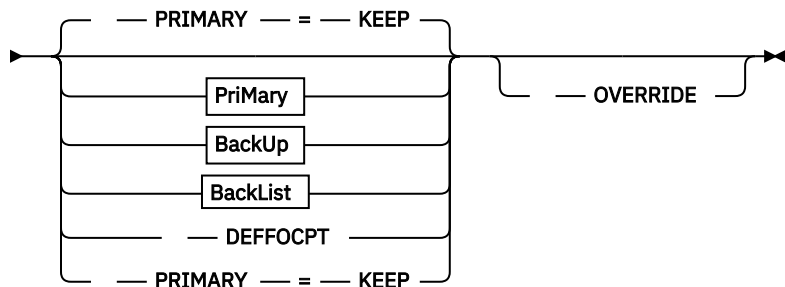 PRIMARY = KEEP
PriMary
BackUp
OVERRIDE
BackList
DEFFOCPT
PRIMARY = KEEP